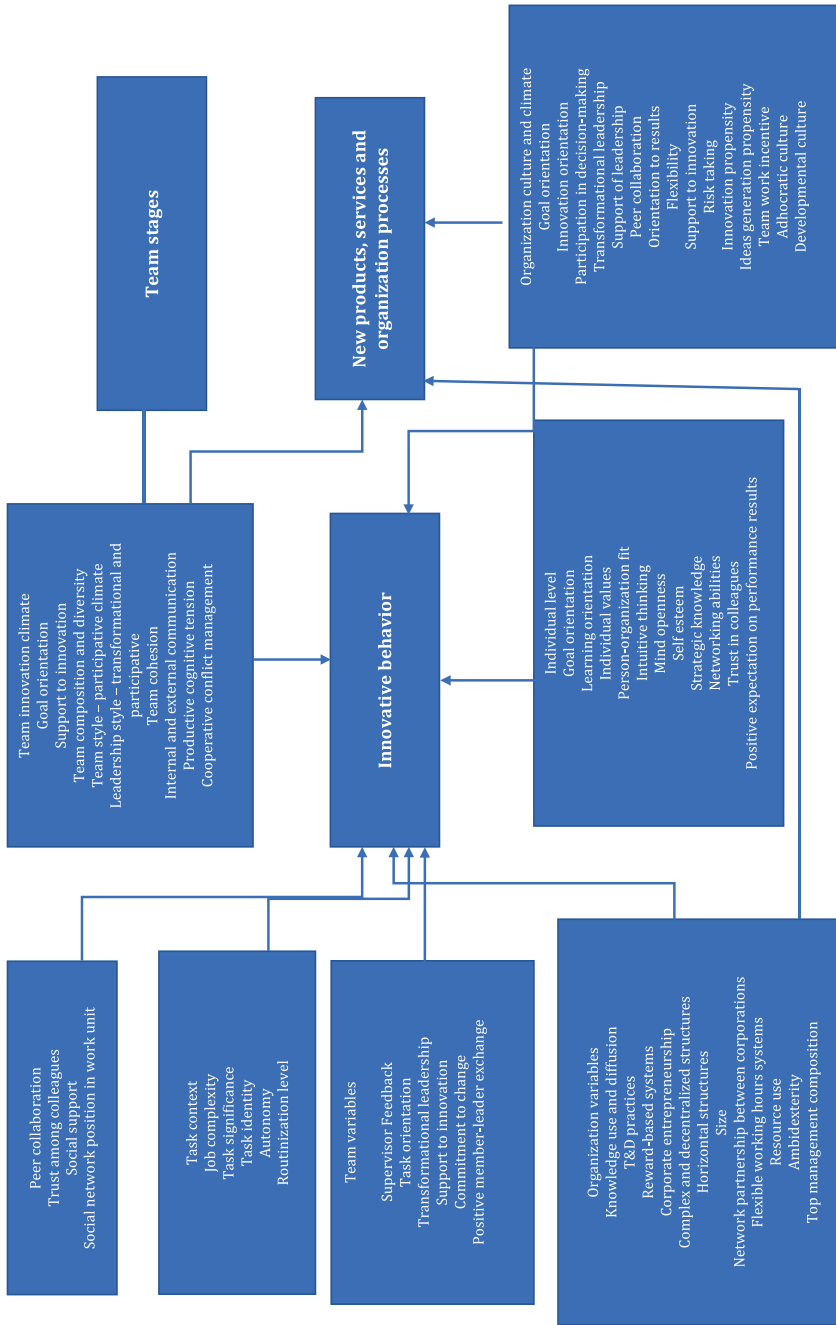 Peer collaboration
Trust among colleagues
Social support
Social network position in work unit
Team innovation climate
Goal orientation
Support to innovation
Team composition and diversity
Team style – participative climate
Leadership style – transformational and
participative
Team cohesion
Internal and external communication
Productive cognitive tension
Cooperative conflict management
Team stages
Task context
Job complexity
Task significance
Task identity
Autonomy
Routinization level
Team variables
Supervisor Feedback
Task orientation
Transformational leadership
Support to innovation
Commitment to change
Positive member-leader exchange
Innovative behavior
New products, services and
organization processes
Organization variables
Knowledge use and diffusion
T&D practices
Reward-based systems
Corporate entrepreneurship
Complex and decentralized structures
Horizontal structures
Size
Network partnership between corporations
Flexible working hours systems
Resource use
Ambidexterity
Top management composition
Individual level
Goal orientation
Learning orientation
Individual values
Person-organization fit
Intuitive thinking
Mind openness
Self esteem
Strategic knowledge
Networking abilities
Trust in colleagues
Positive expectation on performance results
Organization culture and climate
Goal orientation
Innovation orientation
Participation in decision-making
Transformational leadership
Support of leadership
Peer collaboration
Orientation to results
Flexibility
Support to innovation
Risk taking
Innovation propensity
Ideas generation propensity
Team work incentive
Adhocratic culture
Developmental culture